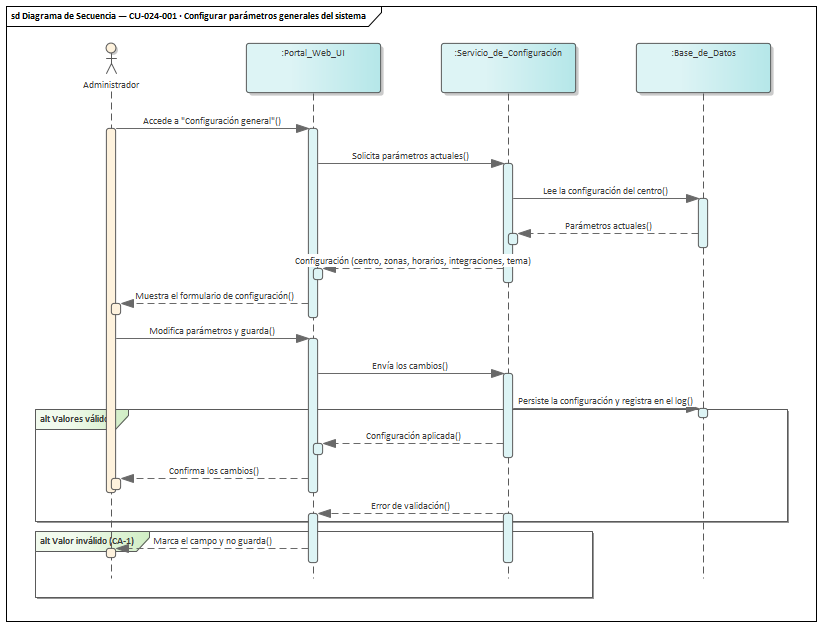 sd Diagrama de Secuencia — CU-024-001 · Configurar parámetros generales del sistema
Administrador
:Portal_Web_UI
:Servicio_de_Configuración
:Base_de_Datos
Accede a "Configuración general"()
Solicita parámetros actuales()
Lee la configuración del centro()
Parámetros actuales()
Configuración (centro, zonas, horarios, integraciones, tema)
Muestra el formulario de configuración()
Modifica parámetros y guarda()
Envía los cambios()
Persiste la configuración y registra en el log()
alt Valores válido
Configuración aplicada()
Confirma los cambios()
Error de validación()
alt Valor inválido (CA-1)
Marca el campo y no guarda()